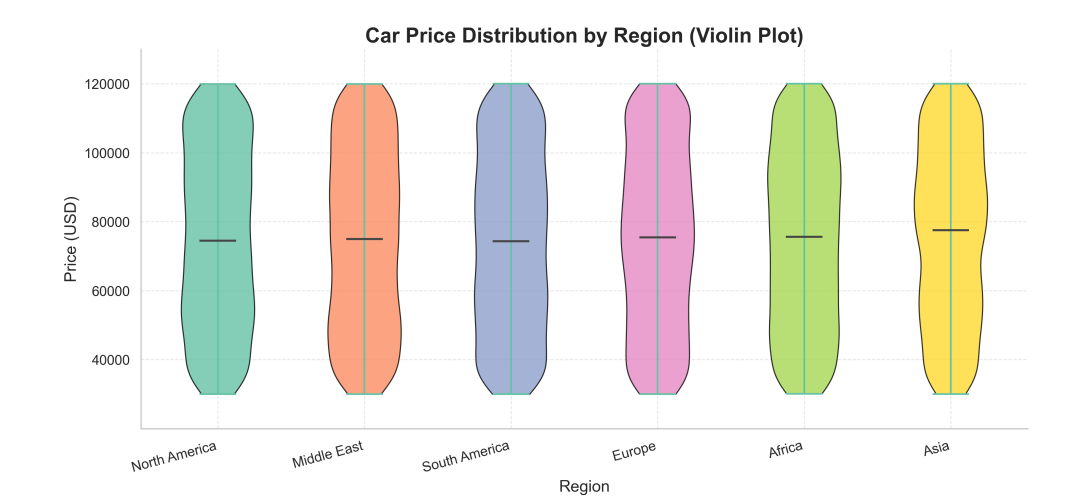 Car Price Distribution by Region (Violin Plot)
Price (USD)
120000
100000
80000
60000
40000
North America
Middle East
South America
Europe
Africa
Asia
Region